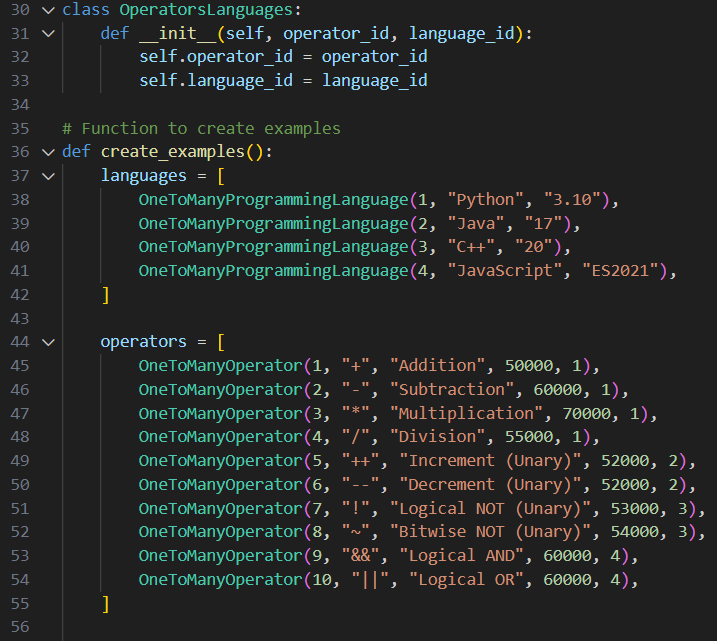 30 class OperatorsLanguages:
31     def __init__(self, operator_id, language_id):
32         self.operator_id = operator_id
33         self.language_id = language_id
34
35 # Function to create examples
36 def create_examples():
37     languages = [
38         OneToManyProgrammingLanguage(1, "Python", "3.10"),
39         OneToManyProgrammingLanguage(2, "Java", "17"),
40         OneToManyProgrammingLanguage(3, "C++", "20"),
41         OneToManyProgrammingLanguage(4, "JavaScript", "ES2021"),
42     ]
43
44     operators = [
45         OneToManyOperator(1, "+", "Addition", 50000, 1),
46         OneToManyOperator(2, "-", "Subtraction", 60000, 1),
47         OneToManyOperator(3, "*", "Multiplication", 70000, 1),
48         OneToManyOperator(4, "/", "Division", 55000, 1),
49         OneToManyOperator(5, "++", "Increment (Unary)", 52000, 2),
50         OneToManyOperator(6, "--", "Decrement (Unary)", 52000, 2),
51         OneToManyOperator(7, "!", "Logical NOT (Unary)", 53000, 3),
52         OneToManyOperator(8, "~", "Bitwise NOT (Unary)", 54000, 3),
53         OneToManyOperator(9, "&&", "Logical AND", 60000, 4),
54         OneToManyOperator(10, "||", "Logical OR", 60000, 4),
55     ]
56